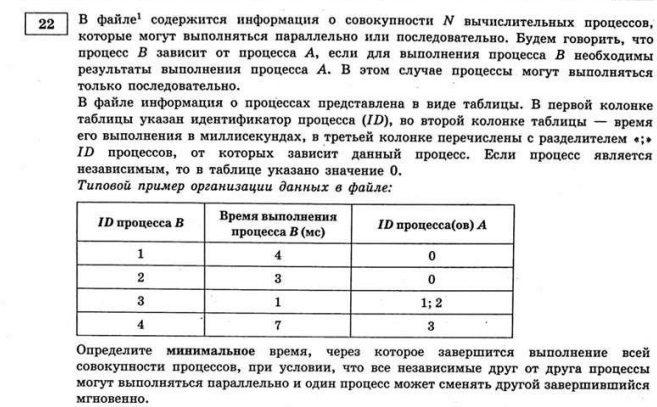 22
В файле¹ содержится информация о совокупности N вычислительных процессов,
которые могут выполняться параллельно или последовательно. Будем говорить, что
процесс B зависит от процесса A, если для выполнения процесса B необходимы
результаты выполнения процесса A. В этом случае процессы могут выполняться
только последовательно.
В файле информация о процессах представлена в виде таблицы. В первой колонке
таблицы указан идентификатор процесса (ID), во второй колонке таблицы — время
его выполнения в миллисекундах, в третьей колонке перечислены с разделителем «;»
ID процессов, от которых зависит данный процесс. Если процесс является
независимым, то в таблице указано значение 0.
Типовой пример организации данных в файле:
ID процесса B
Время выполнения
процесса B (мс)
ID процесса(ов) A
1 4 0
2 3 0
3 1 1; 2
4 7 3
Определите минимальное время, через которое завершится выполнение всей
совокупности процессов, при условии, что все независимые друг от друга процессы
могут выполняться параллельно и один процесс может сменять другой завершившийся
мгновенно.